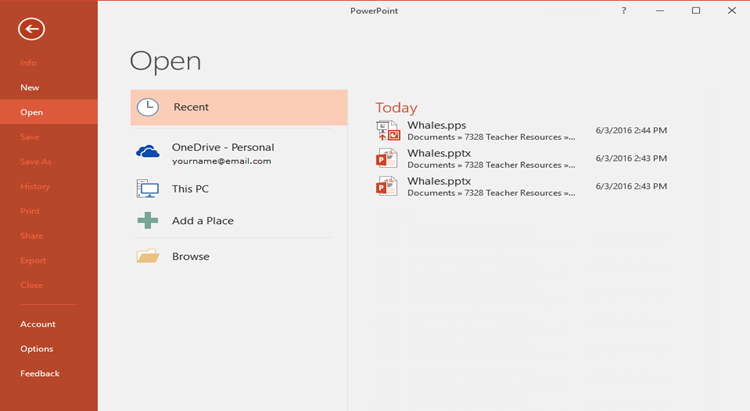 PowerPoint
?
Info
New
Open
Save
Save As
History
Print
Share
Export
Close
Account
Options
Feedback
Open
Recent
OneDrive - Personal
yourname@email.com
This PC
Add a Place
Browse
Today
Whales.pps
Documents » 7328 Teacher Resources »... 6/3/2016 2:44 PM
Whales.pptx
Documents » 7328 Teacher Resources »... 6/3/2016 2:43 PM
Whales.pptx
Documents » 7328 Teacher Resources »... 6/3/2016 2:43 PM